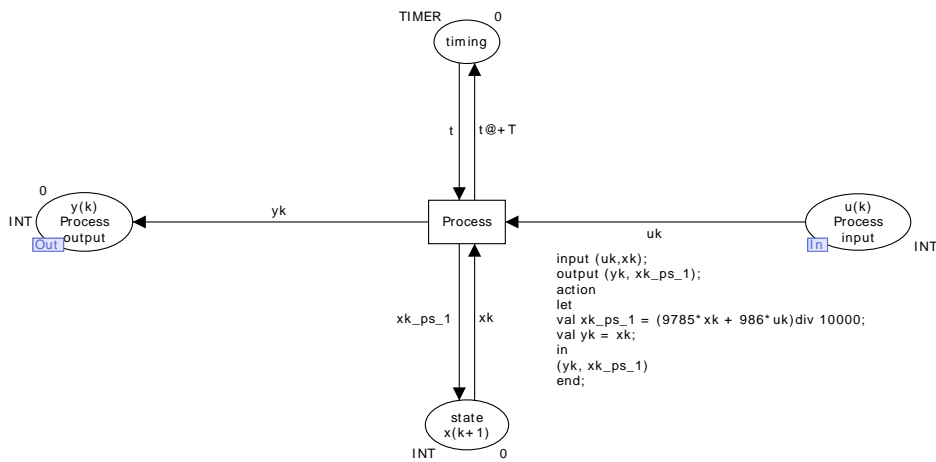 TIMER
0
timing
t
t@+T
0
INT
y(k)
Process
output
Out
yk
Process
uk
u(k)
Process
input
In
INT
input (uk,xk);
output (yk, xk_ps_1);
action
let
val xk_ps_1 = (9785*xk + 986*uk)div 10000;
val yk = xk;
in
(yk, xk_ps_1)
end;
xk_ps_1
xk
state
x(k+1)
INT
0